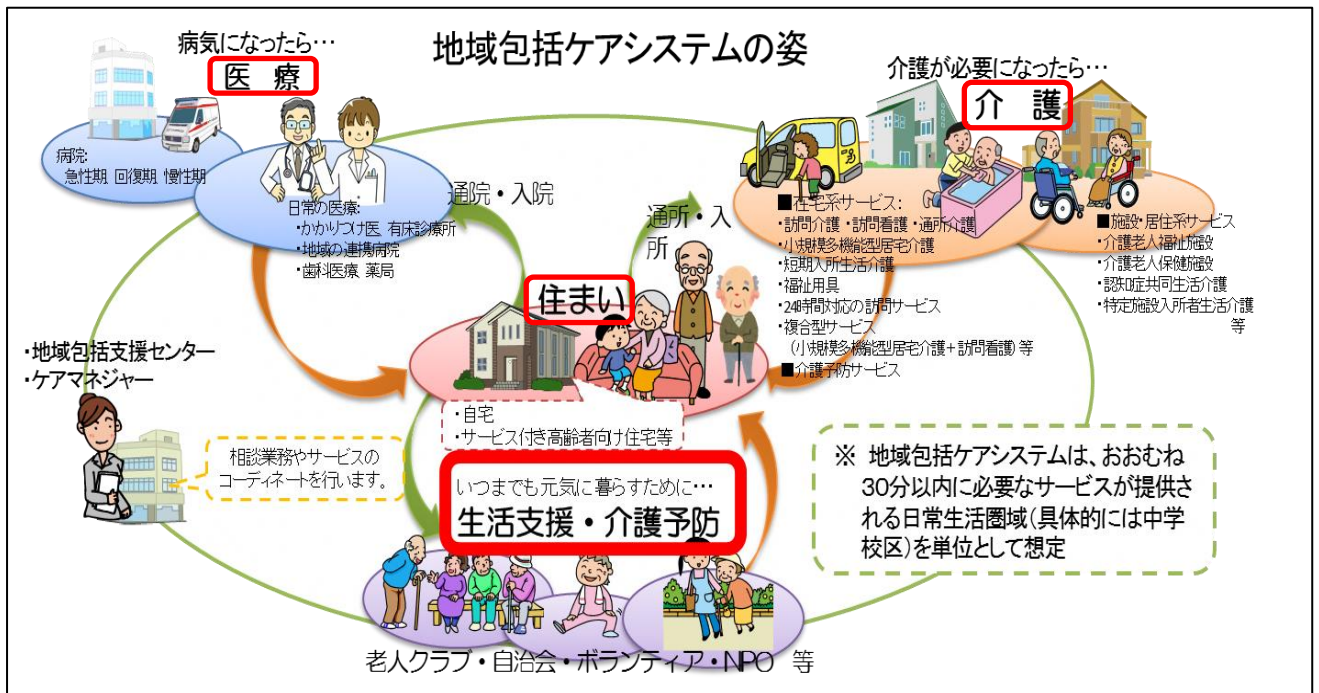 地域包括ケアシステムの姿
病気になったら…
医 療
病院:
急性期 回復期 慢性期
日常の医療:
・かかりつけ医 有床診療所
・地域の連携病院
・歯科医療 薬局
通院・入院
通所・入
所
介護が必要になったら…
介 護
■在宅系サービス:
・訪問介護・訪問看護・通所介護
・小規模多機能型居宅介護
・短期入所生活介護
・福祉用具
・24時間対応の訪問サービス
・複合型サービス
(小規模多機能型居宅介護+訪問看護)等
■介護予防サービス
■施設・居住系サービス
・介護老人福祉施設
・介護老人保健施設
・認知症共同生活介護
・特定施設入所者生活介護
等
住まい
・自宅
・サービス付き高齢者向け住宅等
・地域包括支援センター
・ケアマネジャー
相談業務やサービスの
コーディネートを行います。
いつまでも元気に暮らすために…
生活支援・介護予防
老人クラブ・自治会・ボランティア・NPO 等
※ 地域包括ケアシステムは、おおむね
30分以内に必要なサービスが提供さ
れる日常生活圏域(具体的には中学
校区)を単位として想定